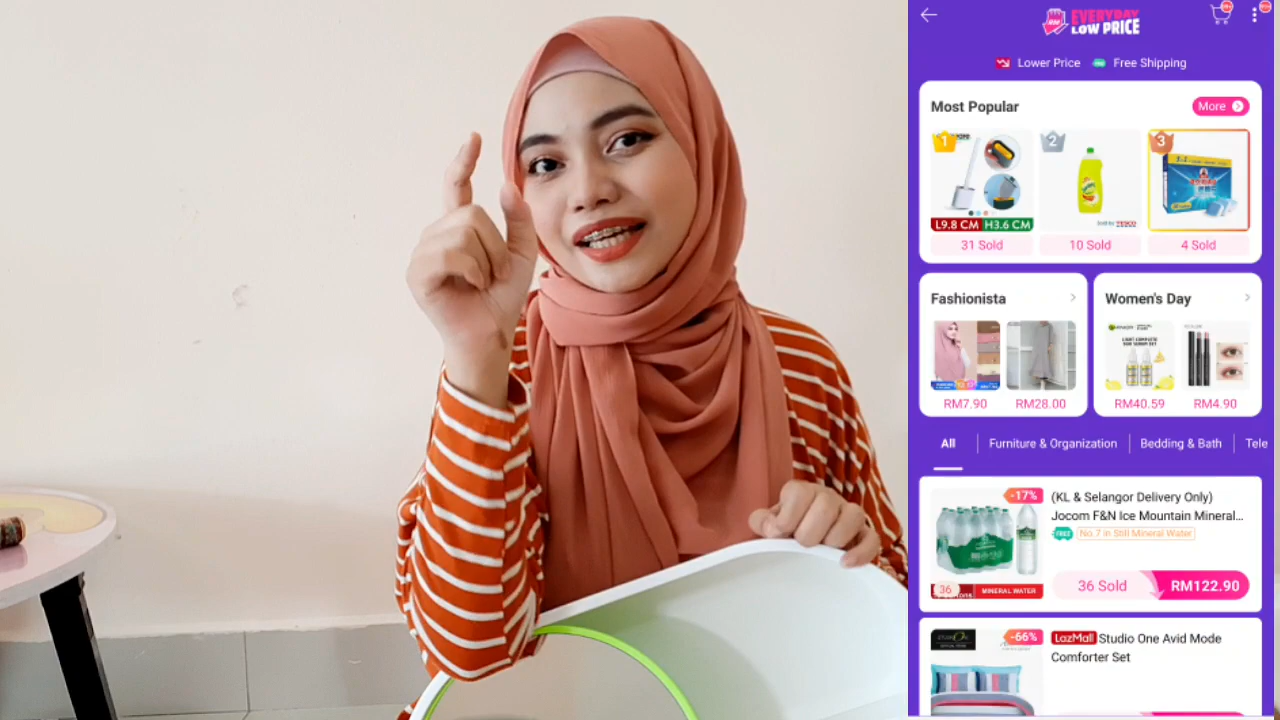 EVERYDAY
LOW PRICE
Lower Price
Free Shipping
Most Popular
More
1
2
3
L9.8 CM H3.6 CM
31 Sold
10 Sold
4 Sold
Fashionista
Women's Day
RM7.90
RM28.00
RM40.59
RM4.90
All
Furniture & Organization
Bedding & Bath
Tele
-17%
(KL & Selangor Delivery Only)
Jocom F&N Ice Mountain Mineral...
FREE
No.7 in Still Mineral Water
36
MINERAL WATER
36 Sold
RM122.90
-66%
LazMall Studio One Avid Mode
Comforter Set